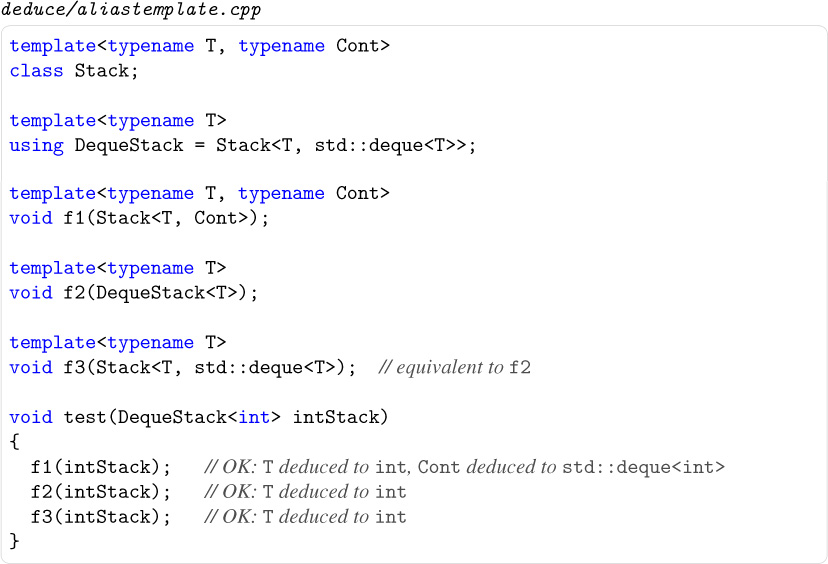 deduce/aliastemplate.cpp
template<typename T, typename Cont>
class Stack;
template<typename T>
using DequeStack = Stack<T, std::deque<T>>;
template<typename T, typename Cont>
void f1(Stack<T, Cont>);
template<typename T>
void f2(DequeStack<T>);
template<typename T>
void f3(Stack<T, std::deque<T>); // equivalent to f2
void test(DequeStack<int> intStack)
{
f1(intStack); // OK: T deduced to int, Cont deduced to std::deque<int>
f2(intStack); // OK: T deduced to int
f3(intStack); // OK: T deduced to int
}